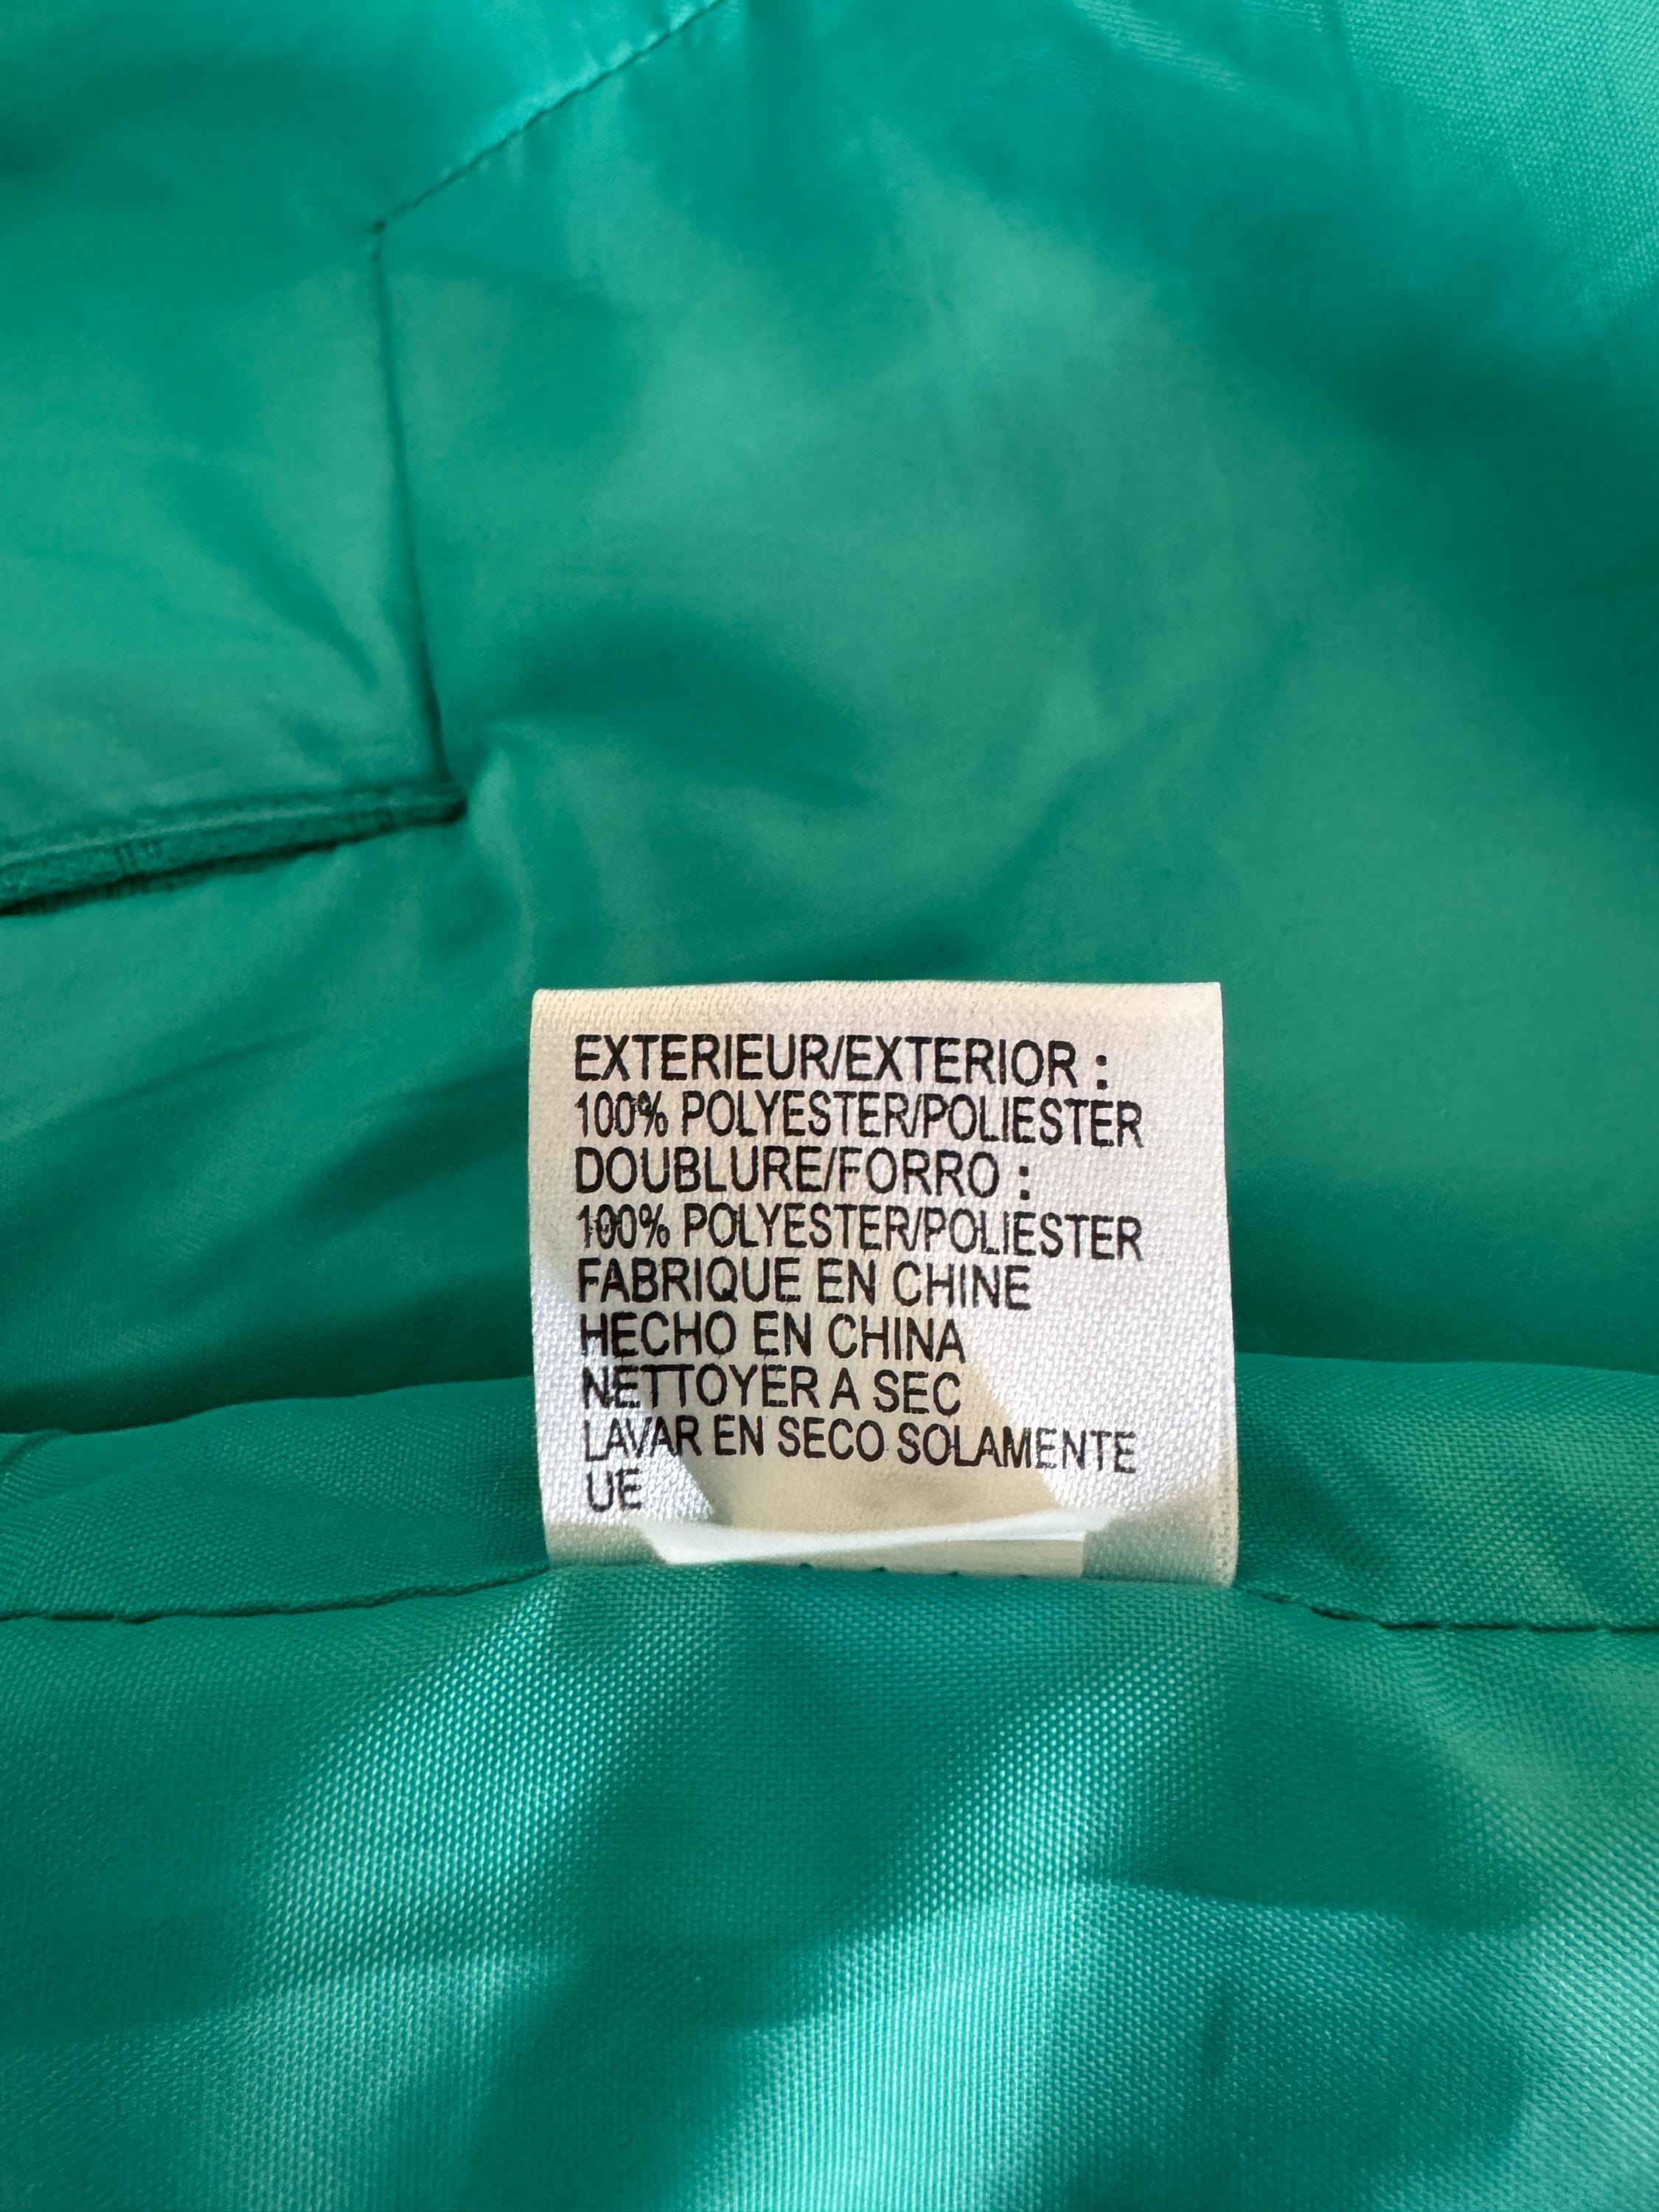 EXTERIEUR/EXTERIOR :
100% POLYESTER/POLIESTER
DOUBLURE/FORRO :
100% POLYESTER/POLIESTER
FABRIQUE EN CHINE
HECHO EN CHINA
NETTOYER A SEC
LAVAR EN SECO SOLAMENTE
UE